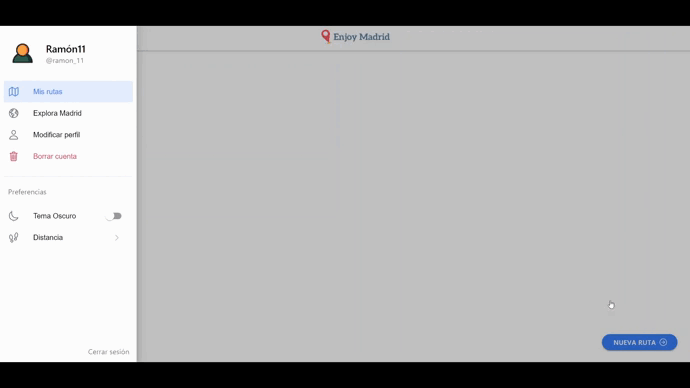 Ramón11
@ramon_11
Mis rutas
Explora Madrid
Modificar perfil
Borrar cuenta
Preferencias
Tema Oscuro
Distancia
Cerrar sesión
Enjoy Madrid
NUEVA RUTA